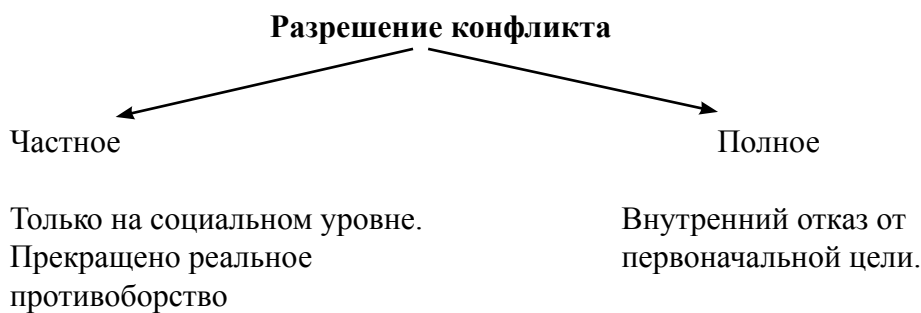 Разрешение конфликта
Частное
Полное
Только на социальном уровне.
Прекращено реальное
противоборство
Внутренний отказ от
первоначальной цели.